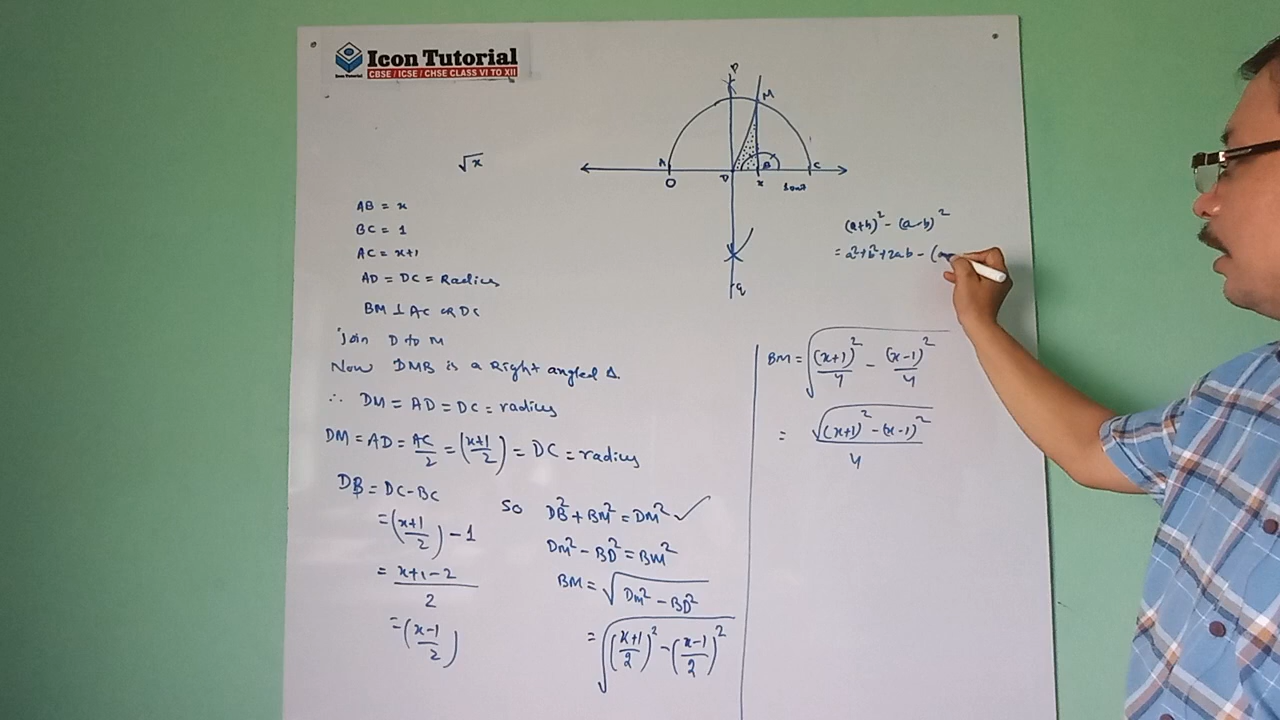 Icon Tutorial
CBSE / ICSE / CHSE CLASS VI TO XII
Icon Tutorial
P
M
A
B
C
D
O
x
q
√x
AB = x
BC = 1
AC = x+1
AD = DC = Radius
BM ⊥ AC OR DC
Join D to M
Now DMB is a Right angled Δ.
∴ DM = AD = DC = radius
DM = AD = AC/2 = (x+1/2) = DC = radius
DB = DC - BC
= (x+1/2) - 1
= x+1-2/2
= (x-1/2)
So DB² + BM² = DM² ✓
DM² - BD² = BM²
BM = √DM² - BD²
= √(x+1/2)² - (x-1/2)²
(a+b)² - (a-b)²
= a²+b²+2ab - (a
BM = √(x+1)²/4 - (x-1)²/4
= √(x+1)² - (x-1)²/4